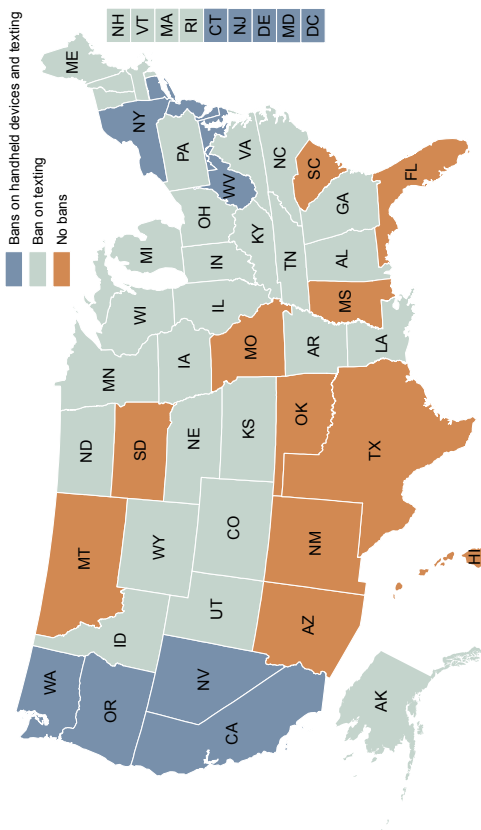 Bans on handheld devices and texting
Ban on texting
No bans
NH
VT
MA
RI
CT
NJ
DE
MD
DC
ME
NY
PA
WV
VA
NC
SC
GA
FL
OH
KY
TN
AL
MS
MI
IN
IL
WI
MN
IA
MO
AR
LA
ND
SD
NE
KS
OK
TX
MT
WY
CO
NM
ID
UT
AZ
WA
OR
NV
CA
AK
HI